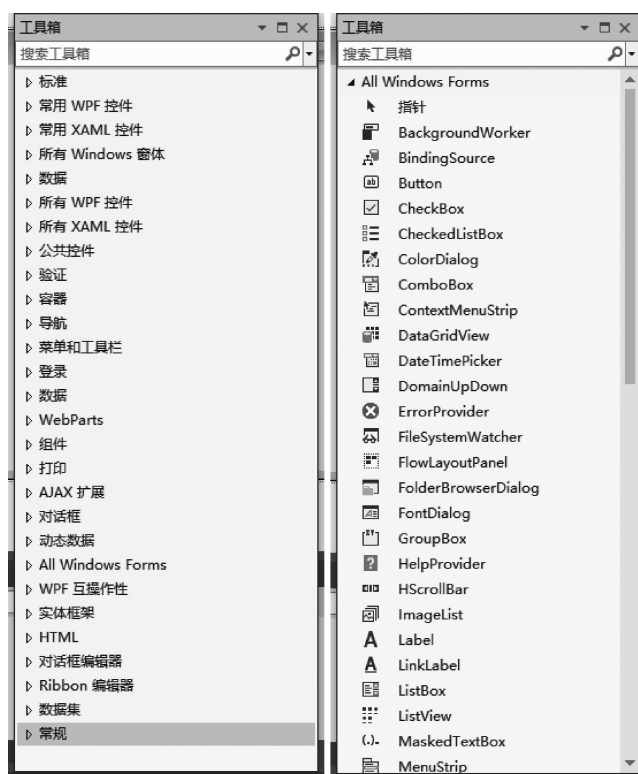 工具箱
搜索工具箱
标准
常用 WPF 控件
常用 XAML 控件
所有 Windows 窗体
数据
所有 WPF 控件
所有 XAML 控件
公共控件
验证
容器
导航
菜单和工具栏
登录
数据
WebParts
组件
打印
AJAX 扩展
对话框
动态数据
All Windows Forms
WPF 互操作性
实体框架
HTML
对话框编辑器
Ribbon 编辑器
数据集
常规
工具箱
搜索工具箱
All Windows Forms
指针
BackgroundWorker
BindingSource
Button
CheckBox
CheckedListBox
ColorDialog
ComboBox
ContextMenuStrip
DataGridView
DateTimePicker
DomainUpDown
ErrorProvider
FileSystemWatcher
FlowLayoutPanel
FolderBrowserDialog
FontDialog
GroupBox
HelpProvider
HScrollBar
ImageList
Label
LinkLabel
ListBox
ListView
MaskedTextBox
MenuStrip